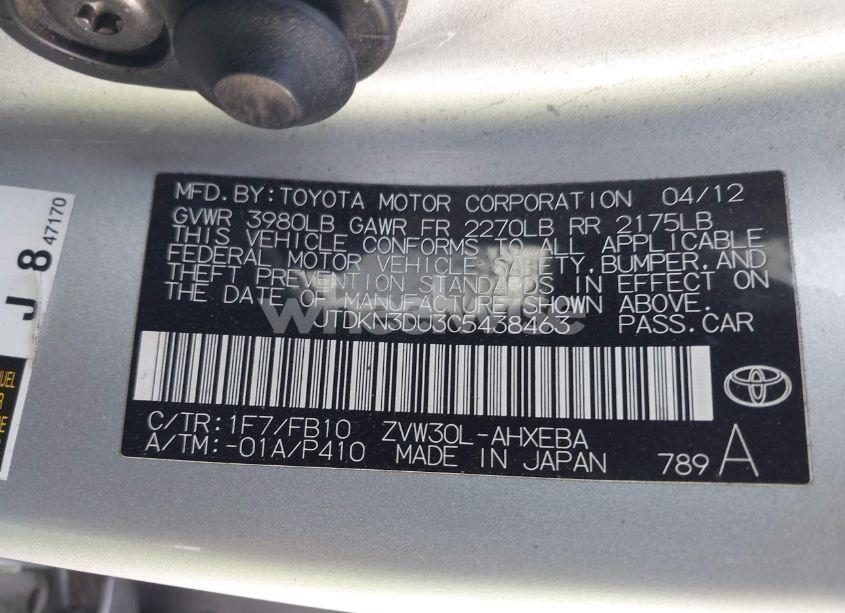 MFD. BY: TOYOTA MOTOR CORPORATION 04/12
GVWR 3980LB GAWR FR 2270LB RR 2175LB
THIS VEHICLE CONFORMS TO ALL APPLICABLE
FEDERAL MOTOR VEHICLE SAFETY, BUMPER, AND
THEFT PREVENTION STANDARDS IN EFFECT ON
THE DATE OF MANUFACTURE SHOWN ABOVE.
JTDKN3DU3C5438463 PASS. CAR
C/TR: 1F7/FB10 ZVW30L-AHXEBA
A/TM: -01A/P410 MADE IN JAPAN 789 A
J 8 47170